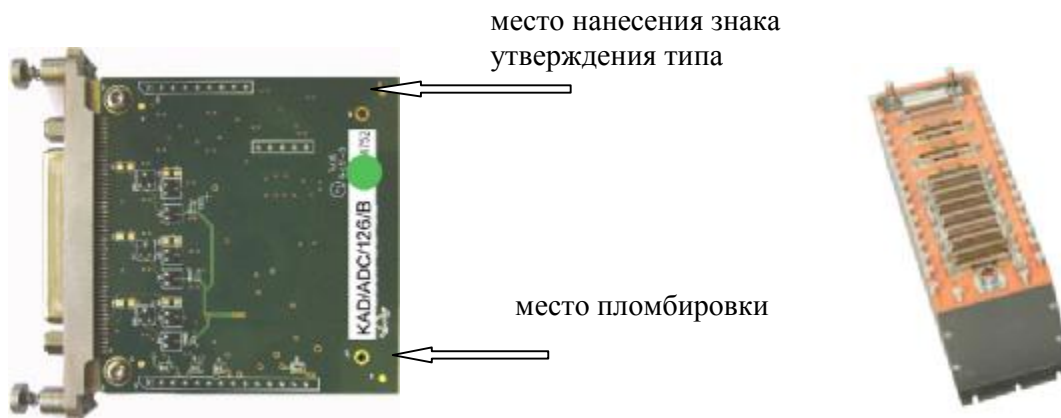 место нанесения знака
утверждения типа
KAD/ADC/126/B
место пломбировки